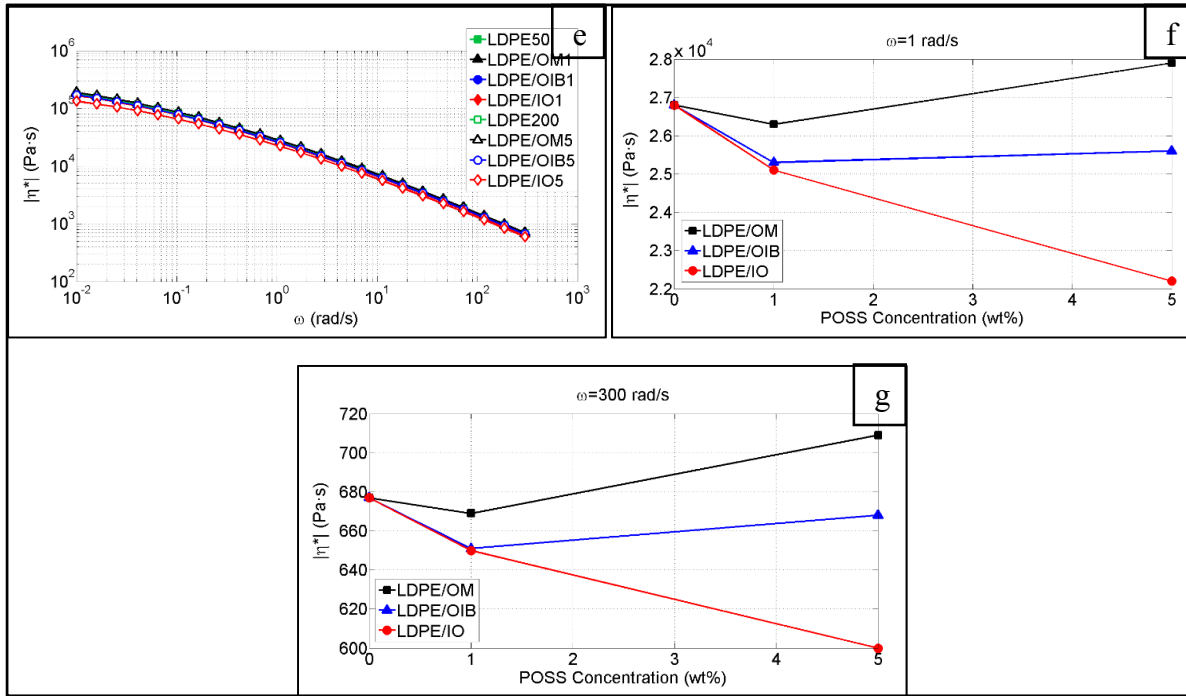 e
10^6
10^5
10^4
10^3
10^2
|η*| (Pa·s)
10^-2
10^-1
10^0
10^1
10^2
10^3
ω (rad/s)
LDPE50
LDPE/OM1
LDPE/OIB1
LDPE/IO1
LDPE200
LDPE/OM5
LDPE/OIB5
LDPE/IO5
f
ω=1 rad/s
x 10^4
2.8
2.7
2.6
2.5
2.4
2.3
2.2
|η*| (Pa·s)
LDPE/OM
LDPE/OIB
LDPE/IO
0 1 2 3 4 5
POSS Concentration (wt%)
g
ω=300 rad/s
720
700
680
660
640
620
600
|η*| (Pa·s)
LDPE/OM
LDPE/OIB
LDPE/IO
0 1 2 3 4 5
POSS Concentration (wt%)